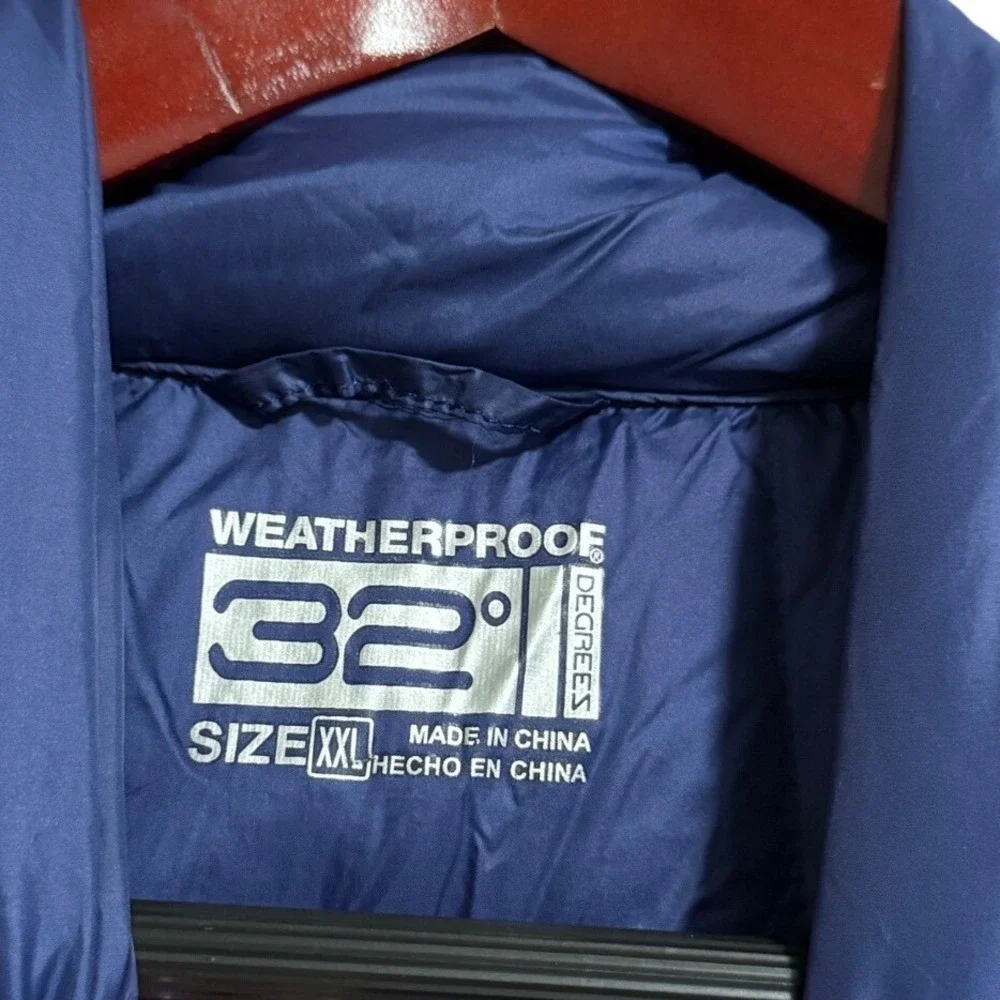 WEATHERPROOF®
32° DEGREES
SIZE XXL MADE IN CHINA
HECHO EN CHINA